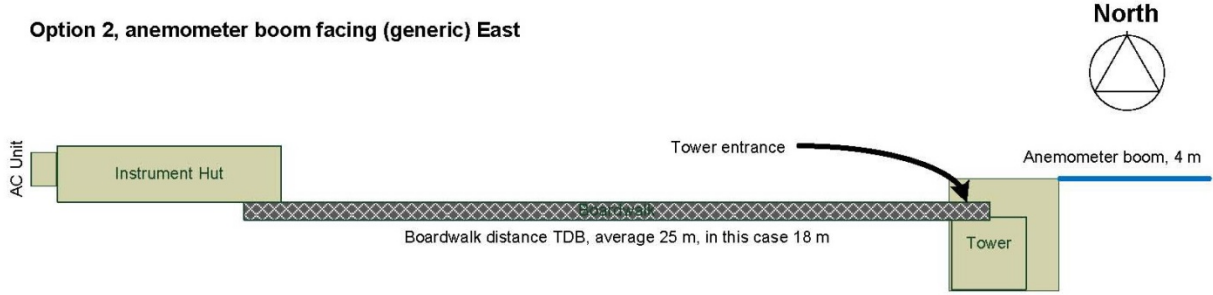 Option 2, anemometer boom facing (generic) East
North
AC Unit
Instrument Hut
Tower entrance
Anemometer boom, 4 m
Boardwalk
Boardwalk distance TDB, average 25 m, in this case 18 m
Tower